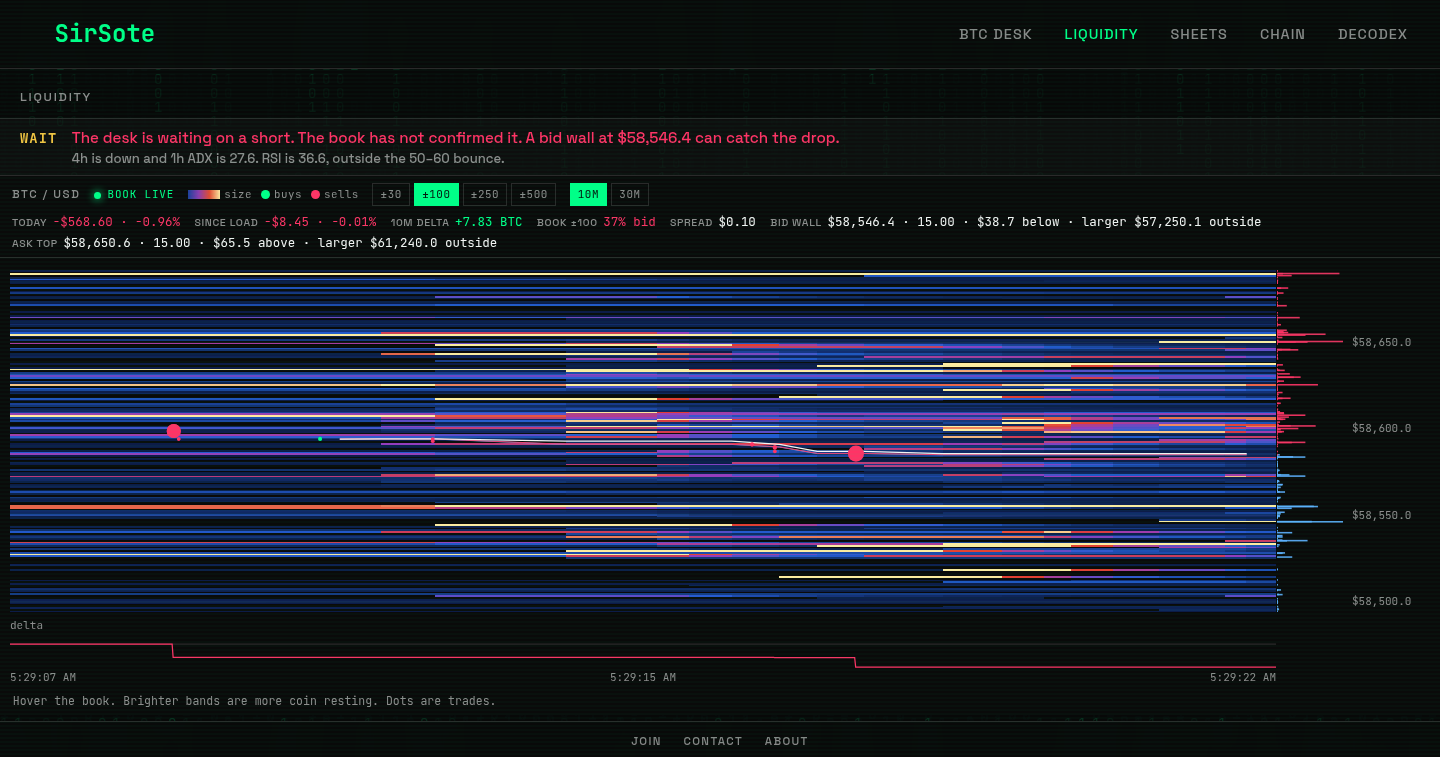 SirSote
BTC DESK LIQUIDITY SHEETS CHAIN DECODEX
LIQUIDITY
WAIT The desk is waiting on a short. The book has not confirmed it. A bid wall at $58,546.4 can catch the drop.
4h is down and 1h ADX is 27.6. RSI is 36.6, outside the 50–60 bounce.
BTC / USD BOOK LIVE size buys sells ±30 ±100 ±250 ±500 10M 30M
TODAY -$568.60 · -0.96% SINCE LOAD -$8.45 · -0.01% 10M DELTA +7.83 BTC BOOK ±100 37% bid SPREAD $0.10 BID WALL $58,546.4 · 15.00 · $38.7 below · larger $57,250.1 outside
ASK TOP $58,650.6 · 15.00 · $65.5 above · larger $61,240.0 outside
$58,650.0
$58,600.0
$58,550.0
$58,500.0
delta
5:29:07 AM 5:29:15 AM 5:29:22 AM
Hover the book. Brighter bands are more coin resting. Dots are trades.
JOIN CONTACT ABOUT